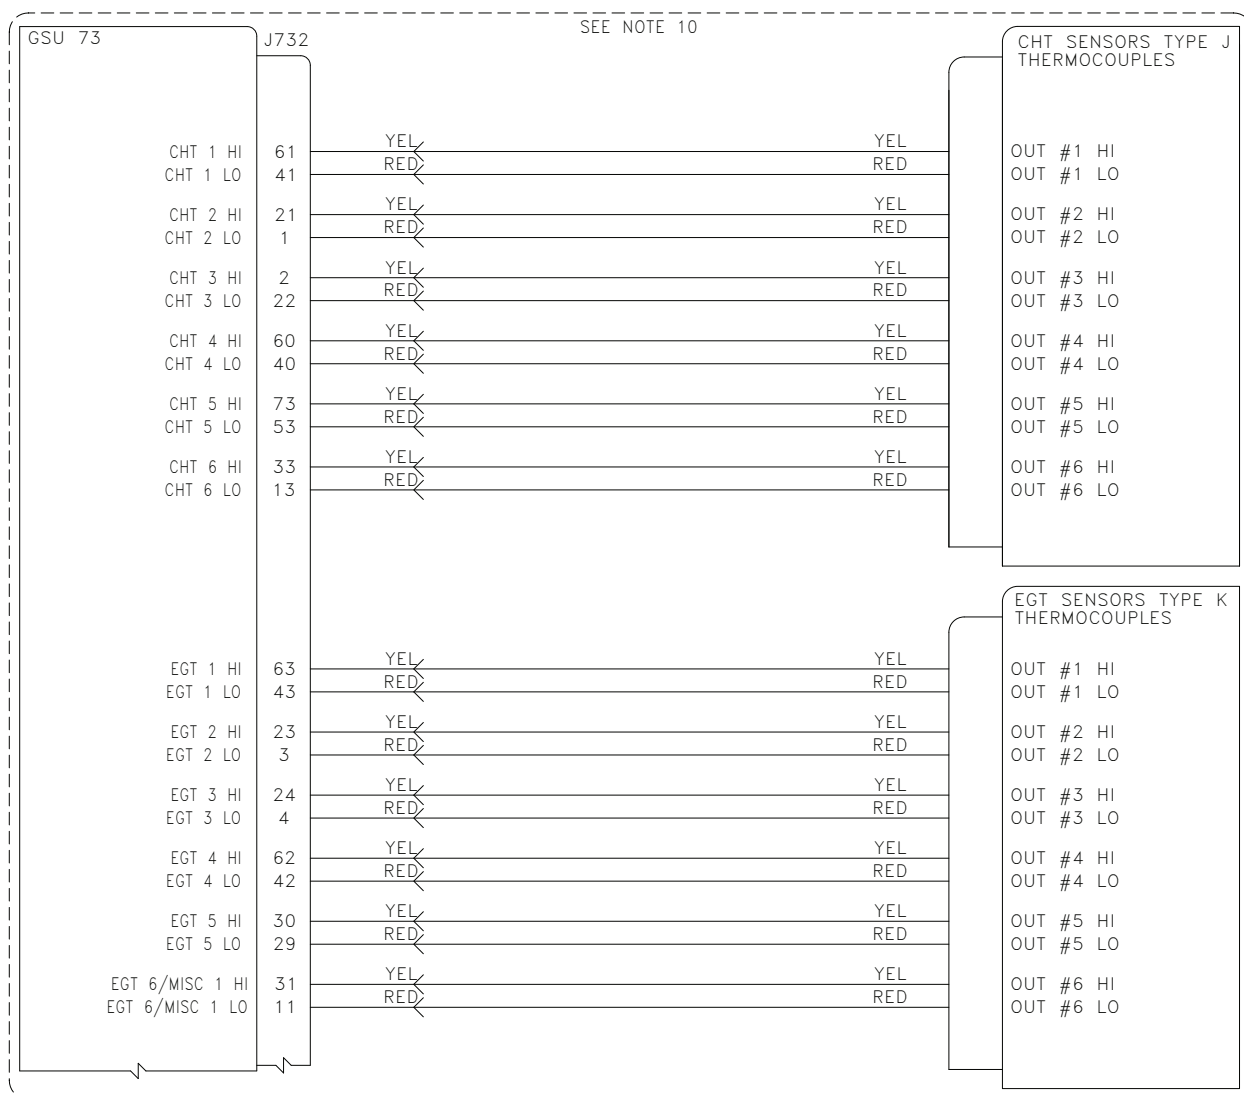 SEE NOTE 10
GSU 73
J732
CHT SENSORS TYPE J
THERMOCOUPLES
CHT 1 HI 61 YEL YEL OUT #1 HI
CHT 1 LO 41 RED RED OUT #1 LO
CHT 2 HI 21 YEL YEL OUT #2 HI
CHT 2 LO 1 RED RED OUT #2 LO
CHT 3 HI 2 YEL YEL OUT #3 HI
CHT 3 LO 22 RED RED OUT #3 LO
CHT 4 HI 60 YEL YEL OUT #4 HI
CHT 4 LO 40 RED RED OUT #4 LO
CHT 5 HI 73 YEL YEL OUT #5 HI
CHT 5 LO 53 RED RED OUT #5 LO
CHT 6 HI 33 YEL YEL OUT #6 HI
CHT 6 LO 13 RED RED OUT #6 LO
EGT SENSORS TYPE K
THERMOCOUPLES
EGT 1 HI 63 YEL YEL OUT #1 HI
EGT 1 LO 43 RED RED OUT #1 LO
EGT 2 HI 23 YEL YEL OUT #2 HI
EGT 2 LO 3 RED RED OUT #2 LO
EGT 3 HI 24 YEL YEL OUT #3 HI
EGT 3 LO 4 RED RED OUT #3 LO
EGT 4 HI 62 YEL YEL OUT #4 HI
EGT 4 LO 42 RED RED OUT #4 LO
EGT 5 HI 30 YEL YEL OUT #5 HI
EGT 5 LO 29 RED RED OUT #5 LO
EGT 6/MISC 1 HI 31 YEL YEL OUT #6 HI
EGT 6/MISC 1 LO 11 RED RED OUT #6 LO